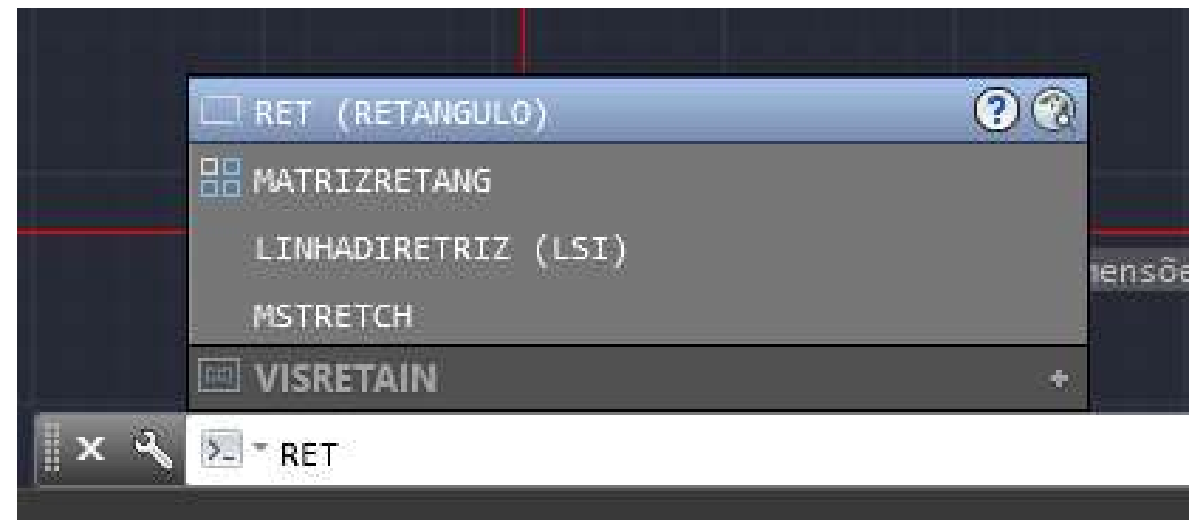 RET (RETANGULO)
MATRIZRETANG
LINHADIRETRIZ (LSI)
MSTRETCH
VISRETAIN
RET